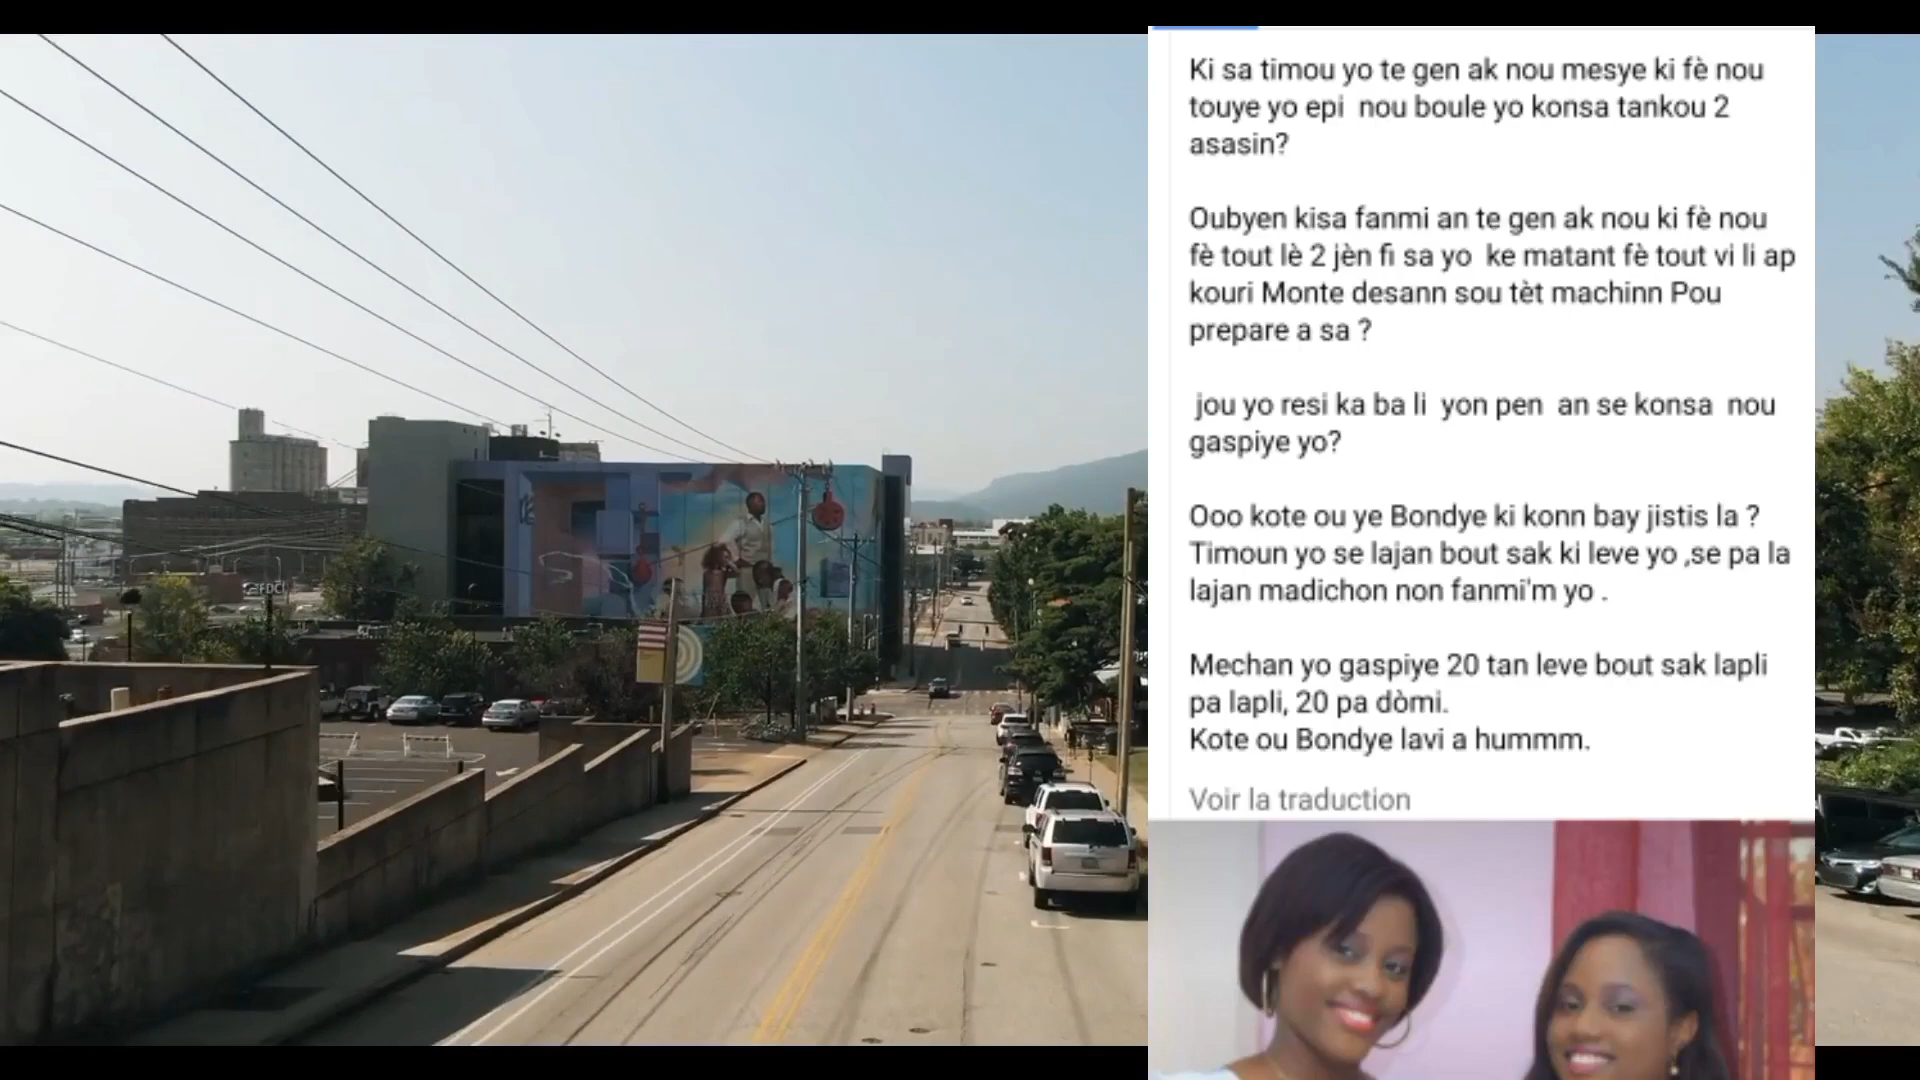 Ki sa timou yo te gen ak nou mesye ki fè nou
touye yo epi nou boule yo konsa tankou 2
asasin?
Oubyen kisa fanmi an te gen ak nou ki fè nou
fè tout lè 2 jèn fi sa yo ke matant fè tout vi li ap
kouri Monte desann sou tèt machinn Pou
prepare a sa ?
jou yo resi ka ba li yon pen an se konsa nou
gaspiye yo?
Ooo kote ou ye Bondye ki konn bay jistis la ?
Timoun yo se lajan bout sak ki leve yo ,se pa la
lajan madichon non fanmi'm yo .
Mechan yo gaspiye 20 tan leve bout sak lapli
pa lapli, 20 pa dòmi.
Kote ou Bondye lavi a hummm.
Voir la traduction